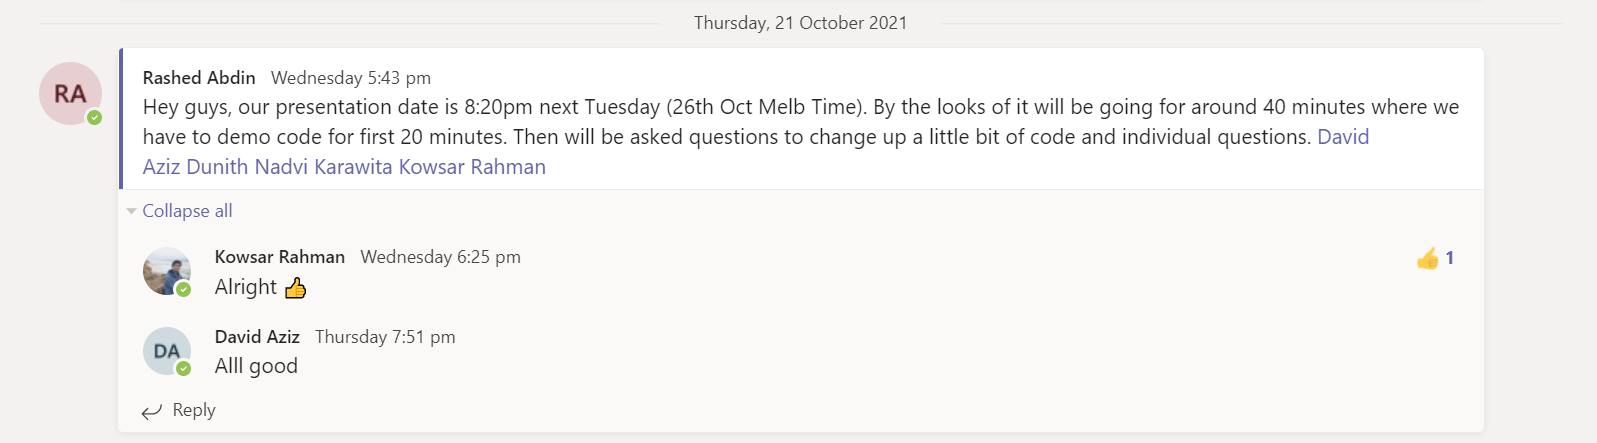 Thursday, 21 October 2021
RA
Rashed Abdin Wednesday 5:43 pm
Hey guys, our presentation date is 8:20pm next Tuesday (26th Oct Melb Time). By the looks of it will be going for around 40 minutes where we
have to demo code for first 20 minutes. Then will be asked questions to change up a little bit of code and individual questions. David
Aziz Dunith Nadvi Karawita Kowsar Rahman
Collapse all
Kowsar Rahman Wednesday 6:25 pm
👍 1
Alright 👍
DA
David Aziz Thursday 7:51 pm
Alll good
Reply